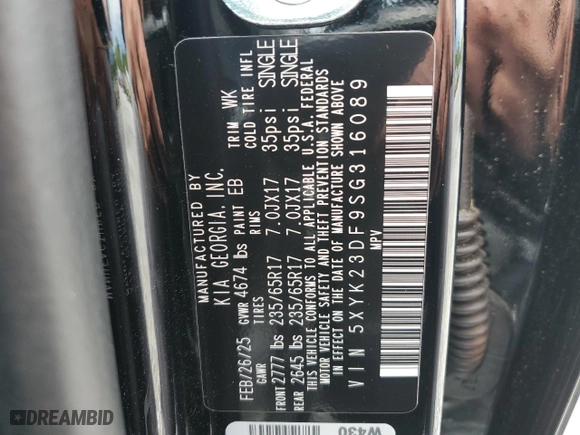 MANUFACTURED BY
KIA GEORGIA, INC.
FEB/26/25 GVWR 4674 lbs PAINT EB TRIM WK
GAWR TIRES RIMS COLD TIRE INFL
FRONT 2777 lbs 235/65R17 7.0JX17 35psi SINGLE
REAR 2645 lbs 235/65R17 7.0JX17 35psi SINGLE
THIS VEHICLE CONFORMS TO ALL APPLICABLE U.S.A. FEDERAL
MOTOR VEHICLE SAFETY AND THEFT PREVENTION STANDARDS
IN EFFECT ON THE DATE OF MANUFACTURE SHOWN ABOVE
VIN 5XYK23DF9SG316089
MPV
W430
DREAMBID